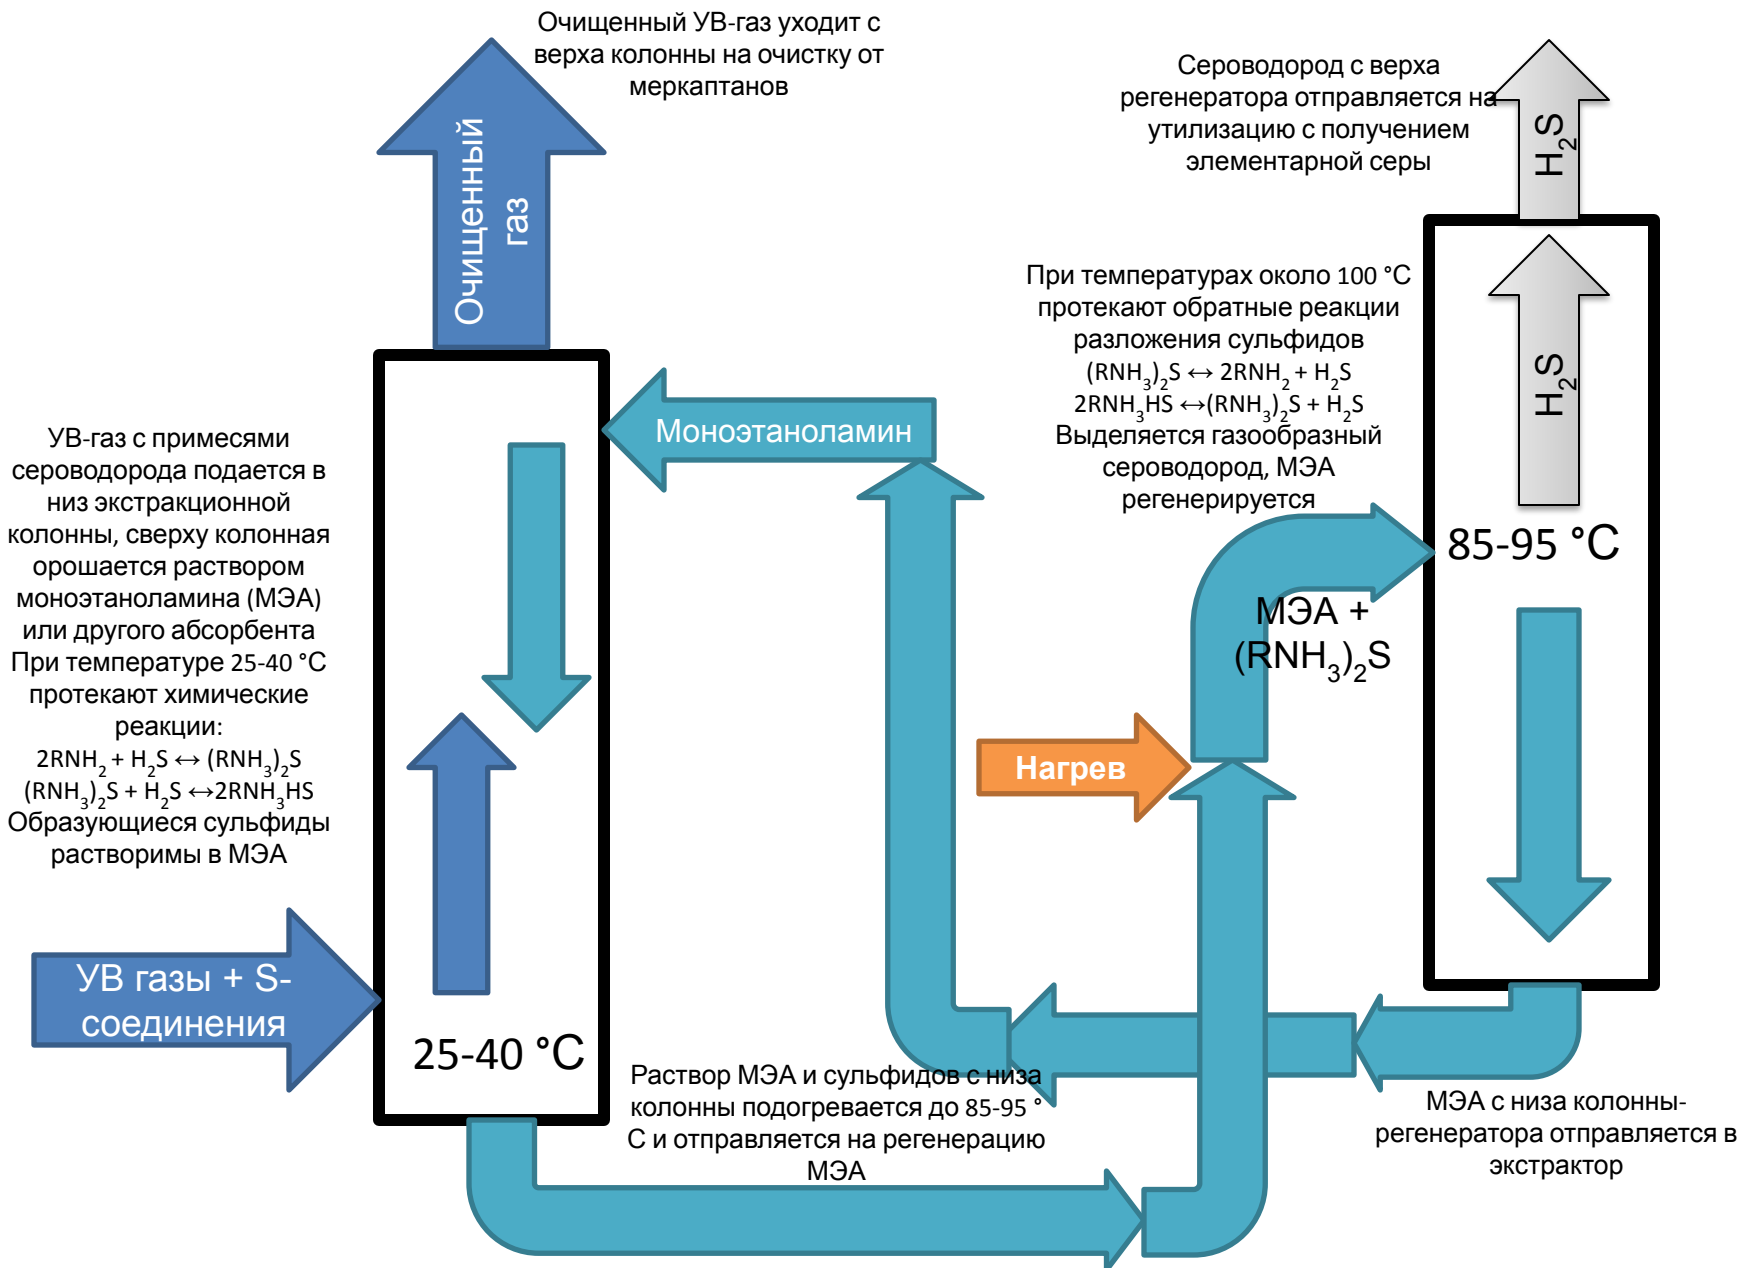 Очищенный УВ-газ уходит с
верха колонны на очистку от
меркаптанов
Очищенный
газ
Сероводород с верха
регенератора отправляется на
утилизацию с получением
элементарной серы
H₂S
H₂S
При температурах около 100 °C
протекают обратные реакции
разложения сульфидов
(RNH₃)₂S ↔ 2RNH₂ + H₂S
2RNH₃HS ↔(RNH₃)₂S + H₂S
Выделяется газообразный
сероводород, МЭА
регенерируется
85-95 °C
Моноэтаноламин
УВ-газ с примесями
сероводорода подается в
низ экстракционной
колонны, сверху колонная
орошается раствором
моноэтаноламина (МЭА)
или другого абсорбента
При температуре 25-40 °C
протекают химические
реакции:
2RNH₂ + H₂S ↔ (RNH₃)₂S
(RNH₃)₂S + H₂S ↔2RNH₃HS
Образующиеся сульфиды
растворимы в МЭА
МЭА +
(RNH₃)₂S
Нагрев
УВ газы + S-
соединения
25-40 °C
Раствор МЭА и сульфидов с низа
колонны подогревается до 85-95 °
С и отправляется на регенерацию
МЭА
МЭА с низа колонны-
регенератора отправляется в
экстрактор